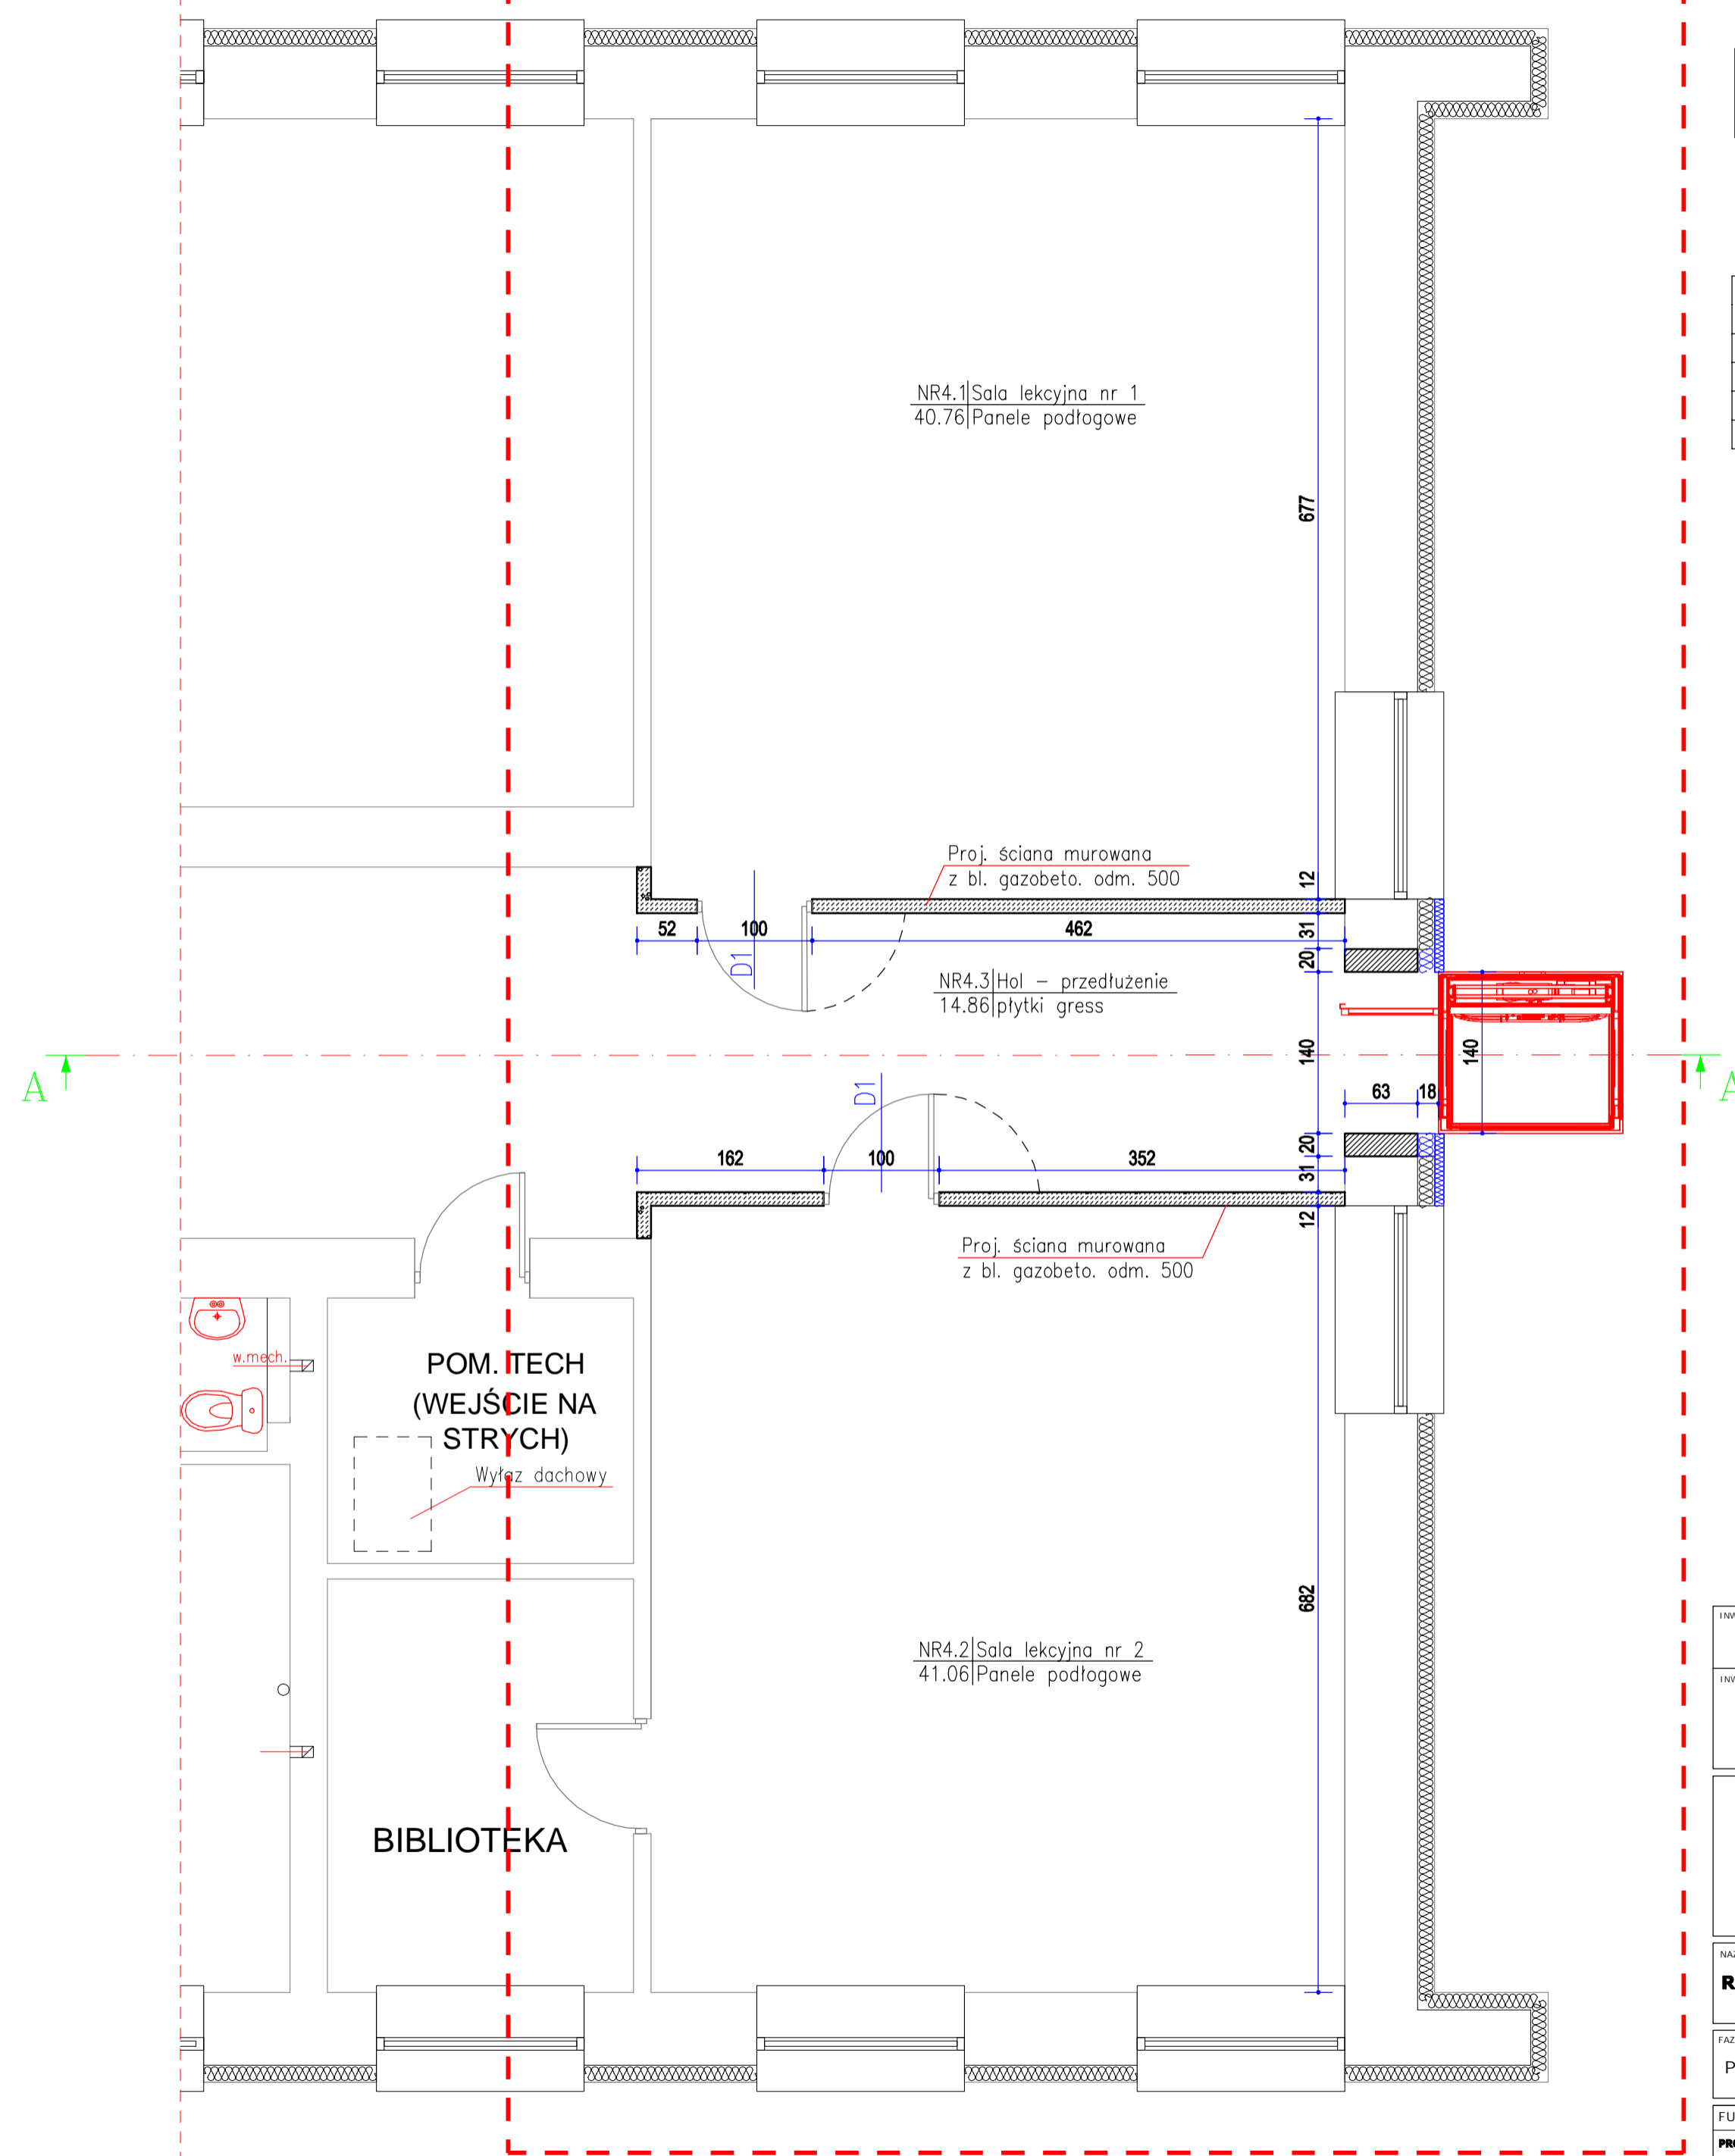 NR4.1 Sala lekcyjna nr 1
40.76 Panele podłogowe
677
Proj. ściana murowana
z bl. gazobeto. odm. 500
12
52
100
462
31
D1
20
NR4.3 Hol – przedłużenie
14.86 płytki gress
140
140
A
A
D1
63
18
162
100
352
20
31
12
Proj. ściana murowana
z bl. gazobeto. odm. 500
w.mech.
POM. TECH
(WEJŚCIE NA
STRYCH)
Wyłaz dachowy
682
NR4.2 Sala lekcyjna nr 2
41.06 Panele podłogowe
BIBLIOTEKA